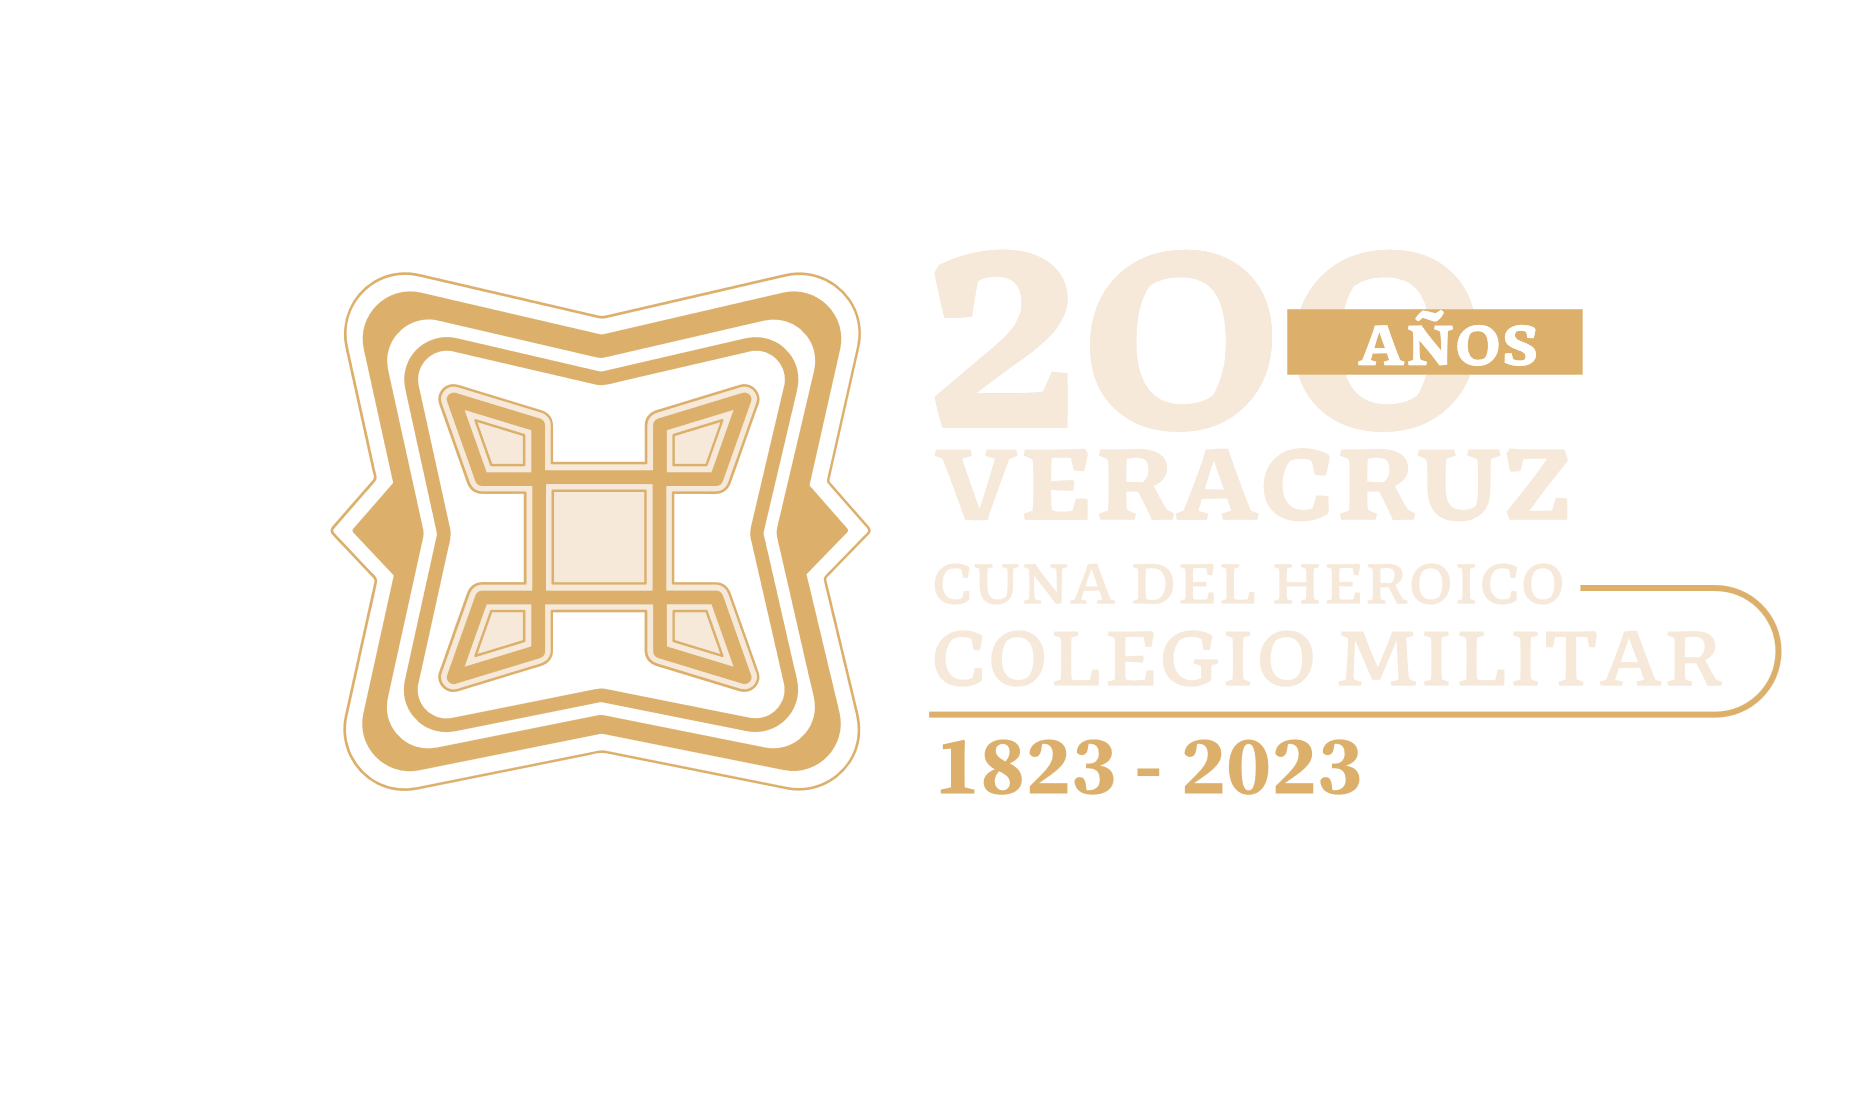 200 AÑOS
VERACRUZ
CUNA DEL HEROICO
COLEGIO MILITAR
1823 - 2023